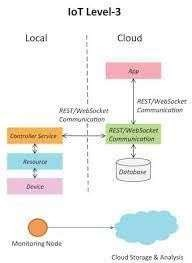 IoT Level-3
Local
Cloud
App
REST/WebSocket
Communication
REST/WebSocket
Communication
Controller Service
REST/WebSocket
Communication
Resource
Device
Database
Monitoring Node
Cloud Storage & Analysis